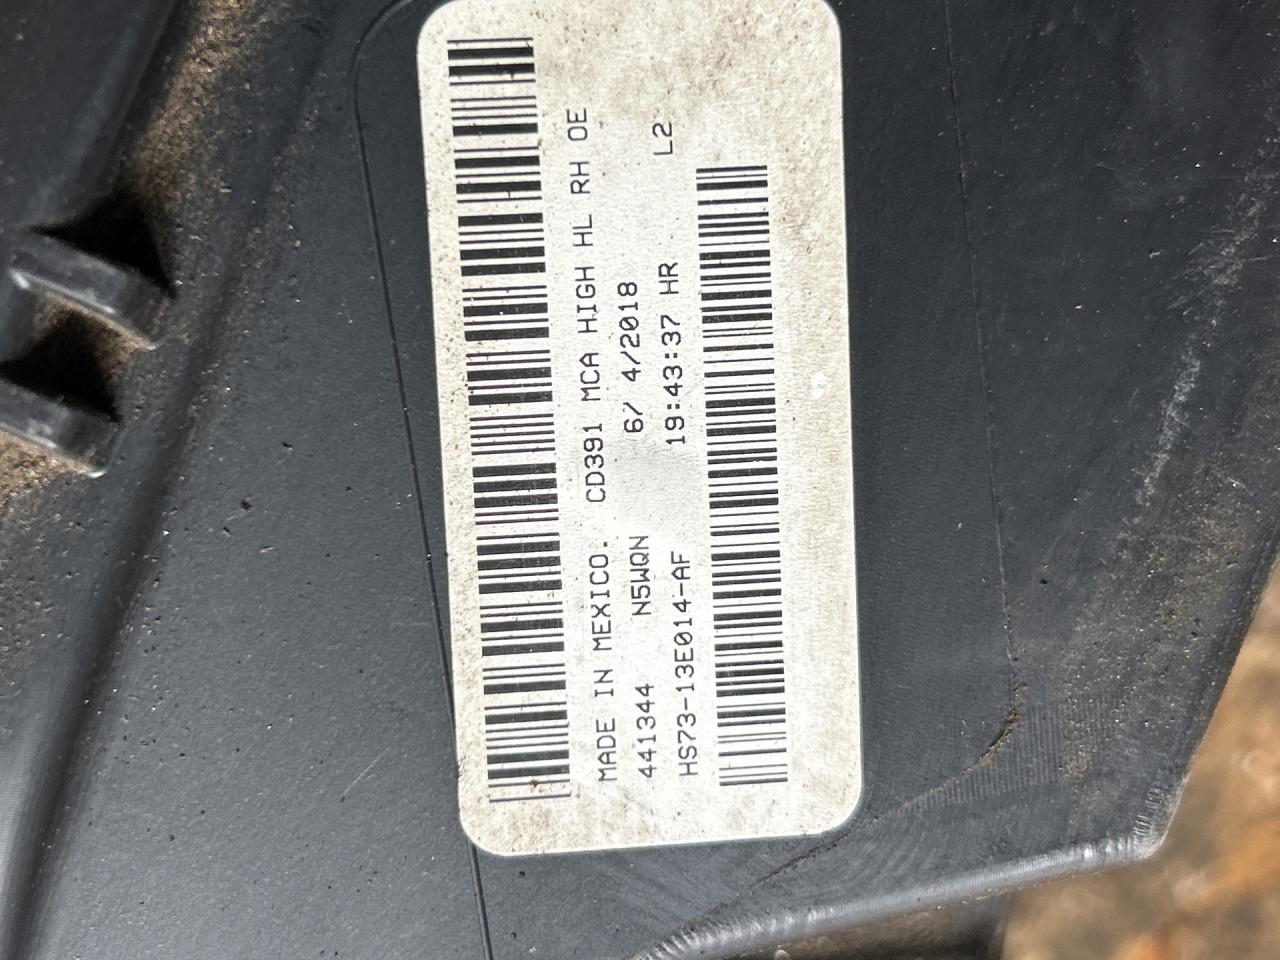 MADE IN MEXICO. CD391 MCA HIGH HL RH OE
441344 N5WQN 6/ 4/2018
HS73-13E014-AF 19:43:37 HR L2